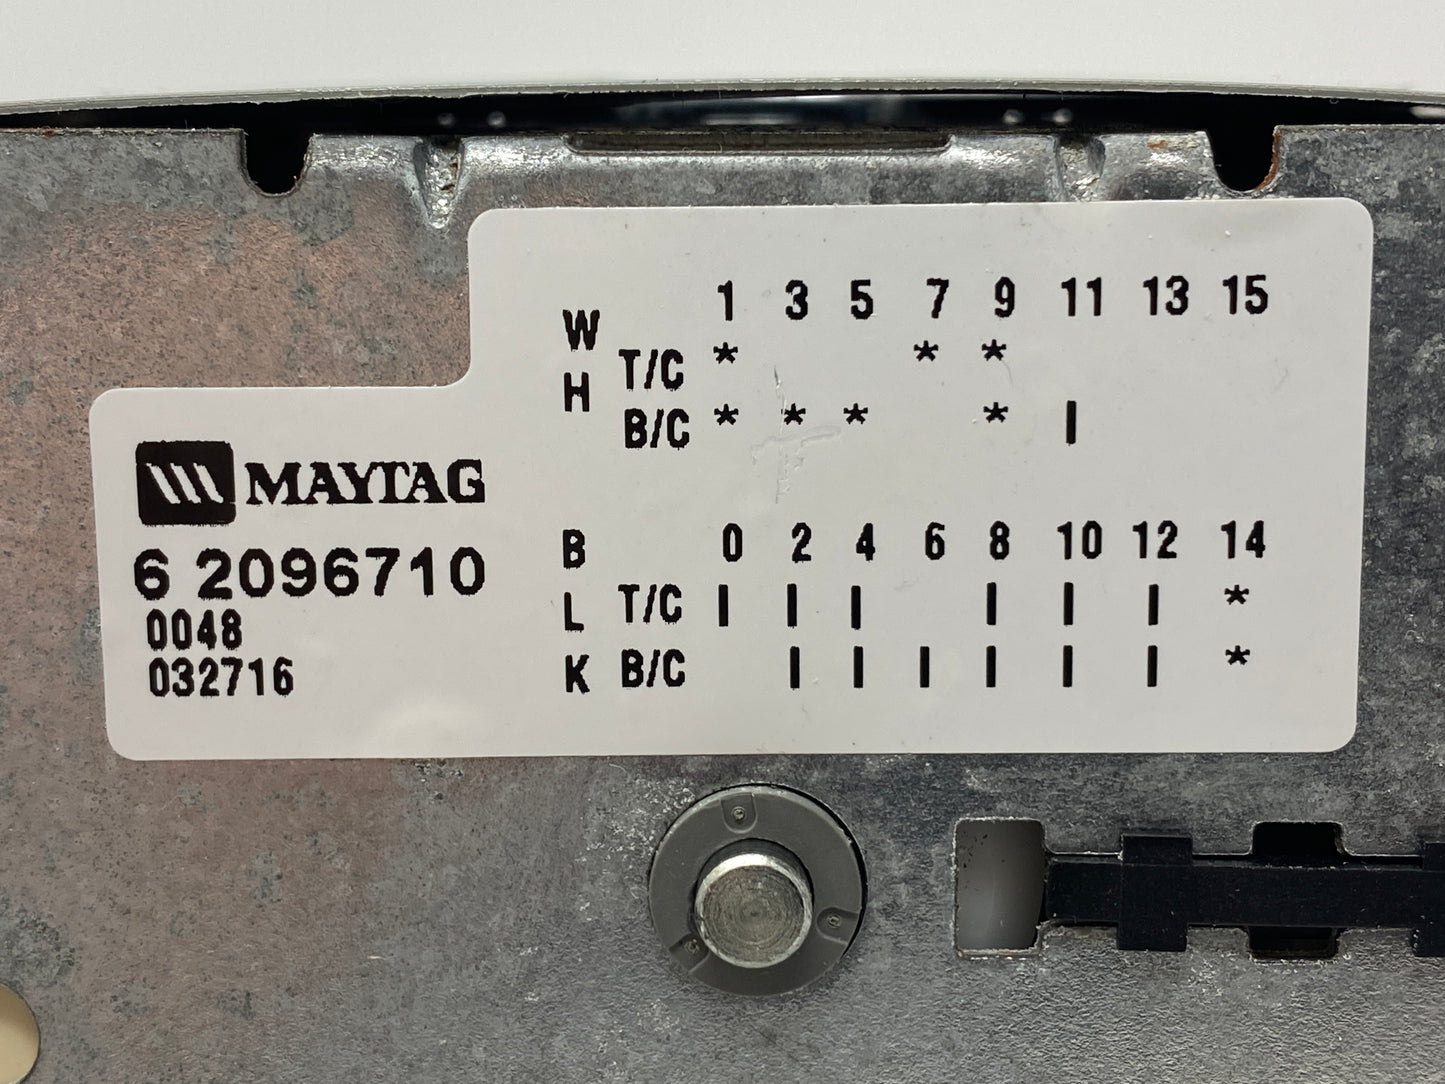 MAYTAG
6 2096710
0048
032716
W H 1 3 5 7 9 11 13 15
T/C * * *
B/C * * * * I
B L K 0 2 4 6 8 10 12 14
T/C I I I I I I *
B/C I I I I I I *